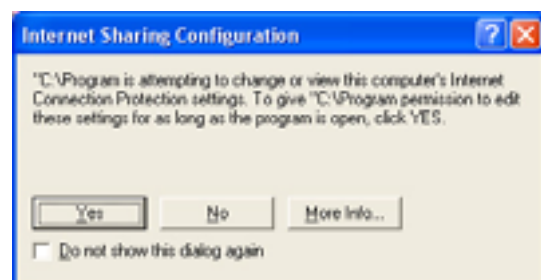 Internet Sharing Configuration
"C:\Program is attempting to change or view this computer's Internet
Connection Protection settings. To give "C:\Program permission to edit
these settings for as long as the program is open, click YES.
Yes No More Info...
Do not show this dialog again